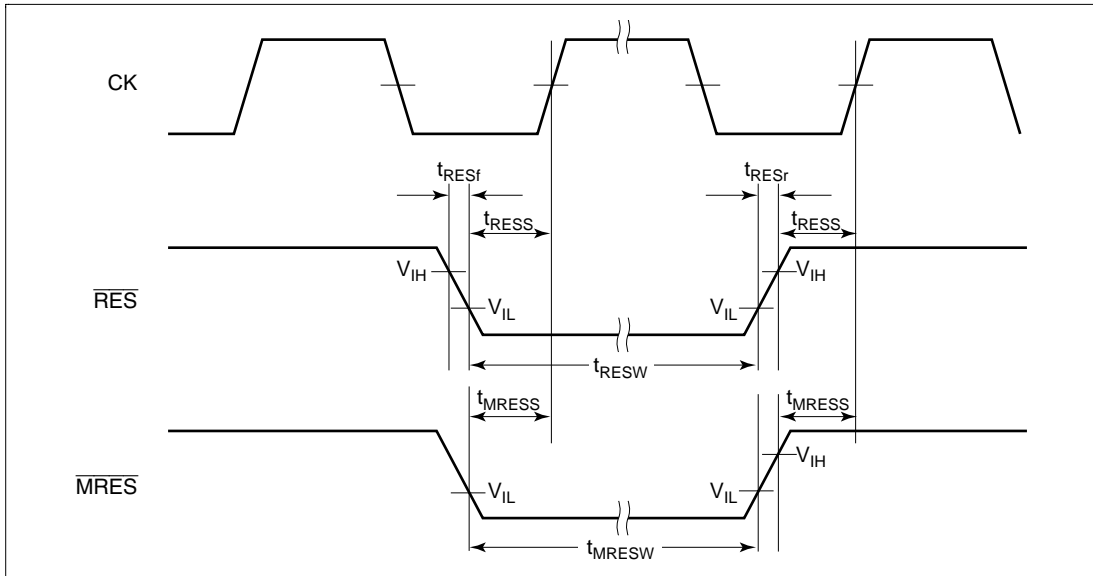 CK
tRESf tRESr
tRESS tRESS
VIH VIH
RES
VIL VIL
tRESW
tMRESS tMRESS
VIH
MRES
VIL VIL
tMRESW